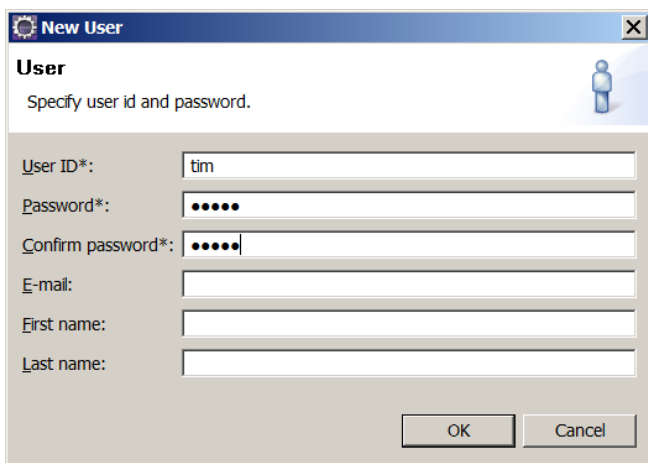 New User
User
Specify user id and password.
User ID*: tim
Password*: •••••
Confirm password*: •••••
E-mail:
First name:
Last name:
OK Cancel